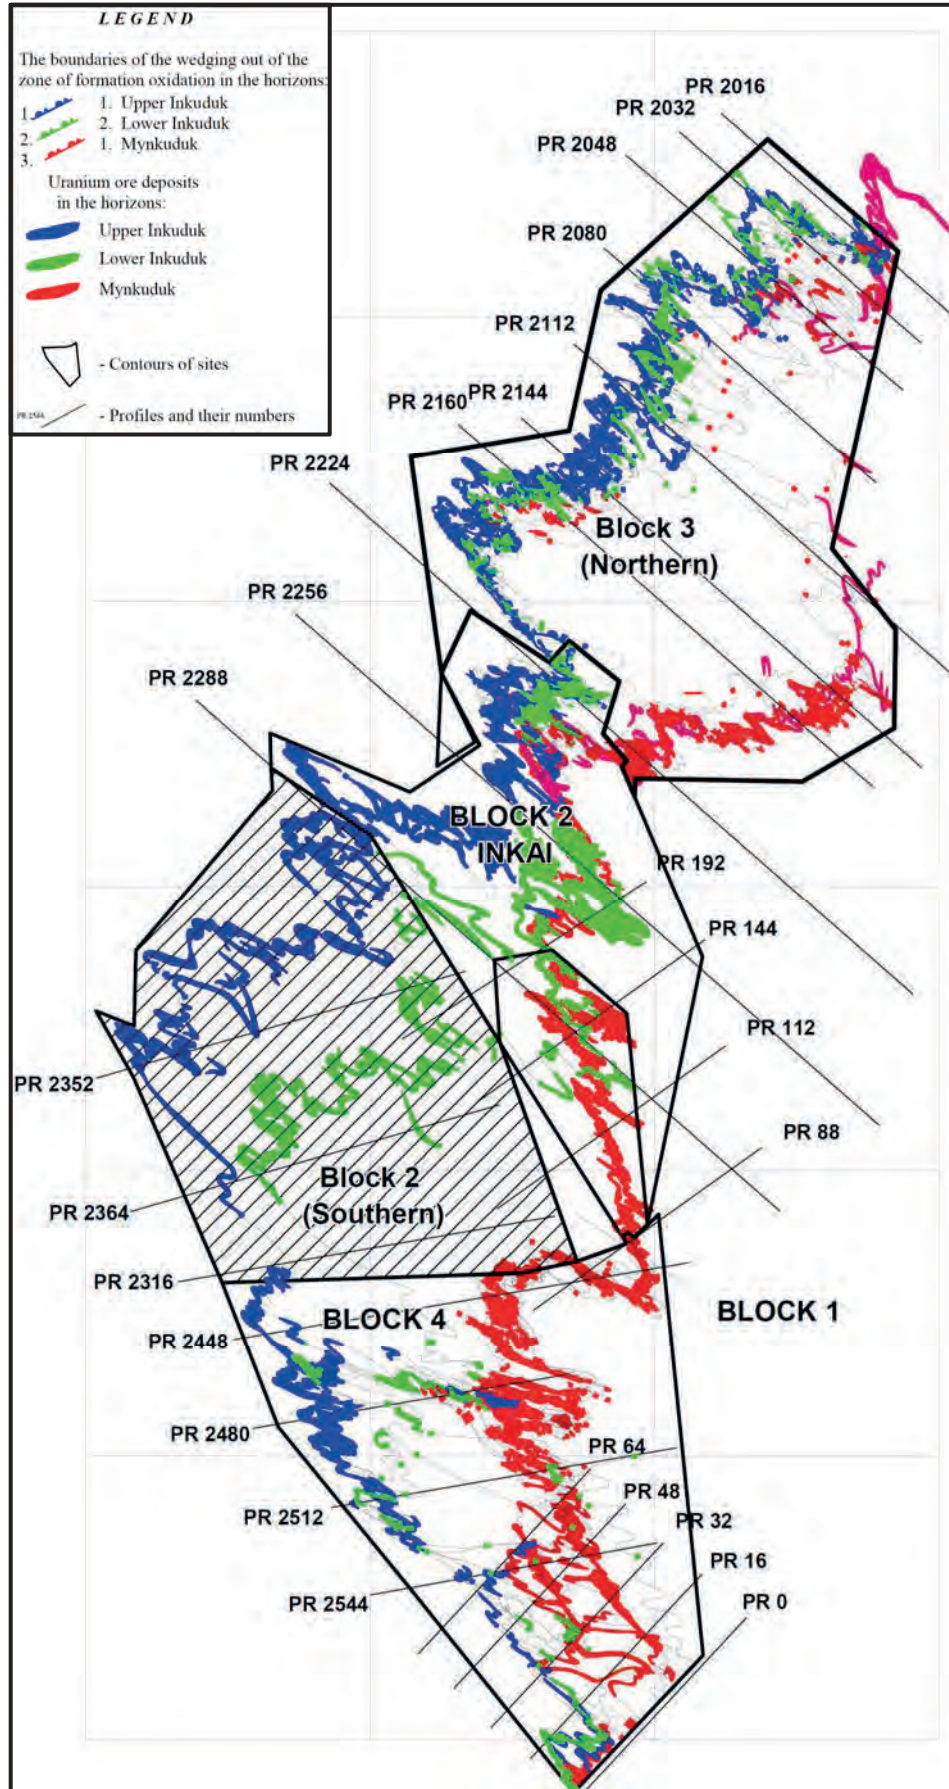 LEGEND
The boundaries of the wedging out of the
zone of formation oxidation in the horizons:
1. 1. Upper Inkuduk
2. 2. Lower Inkuduk
3. 1. Mynkuduk
Uranium ore deposits
in the horizons:
Upper Inkuduk
Lower Inkuduk
Mynkuduk
- Contours of sites
- Profiles and their numbers
PR 2016
PR 2032
PR 2048
PR 2080
PR 2112
PR 2160 PR 2144
PR 2224
Block 3
(Northern)
PR 2256
PR 2288
BLOCK 2
INKAI
PR 192
PR 144
PR 112
PR 2352
PR 88
Block 2
(Southern)
PR 2364
PR 2316
BLOCK 1
BLOCK 4
PR 2448
PR 2480
PR 64
PR 48
PR 2512
PR 32
PR 16
PR 2544
PR 0